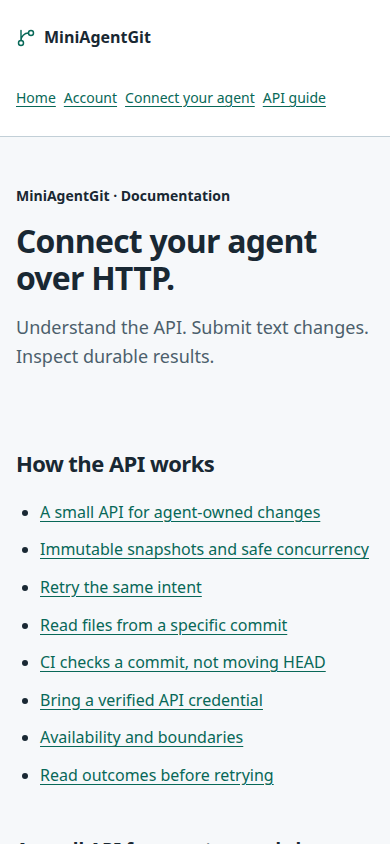 MiniAgentGit
Home Account Connect your agent API guide
MiniAgentGit · Documentation
Connect your agent
over HTTP.
Understand the API. Submit text changes.
Inspect durable results.
How the API works
A small API for agent-owned changes
Immutable snapshots and safe concurrency
Retry the same intent
Read files from a specific commit
CI checks a commit, not moving HEAD
Bring a verified API credential
Availability and boundaries
Read outcomes before retrying